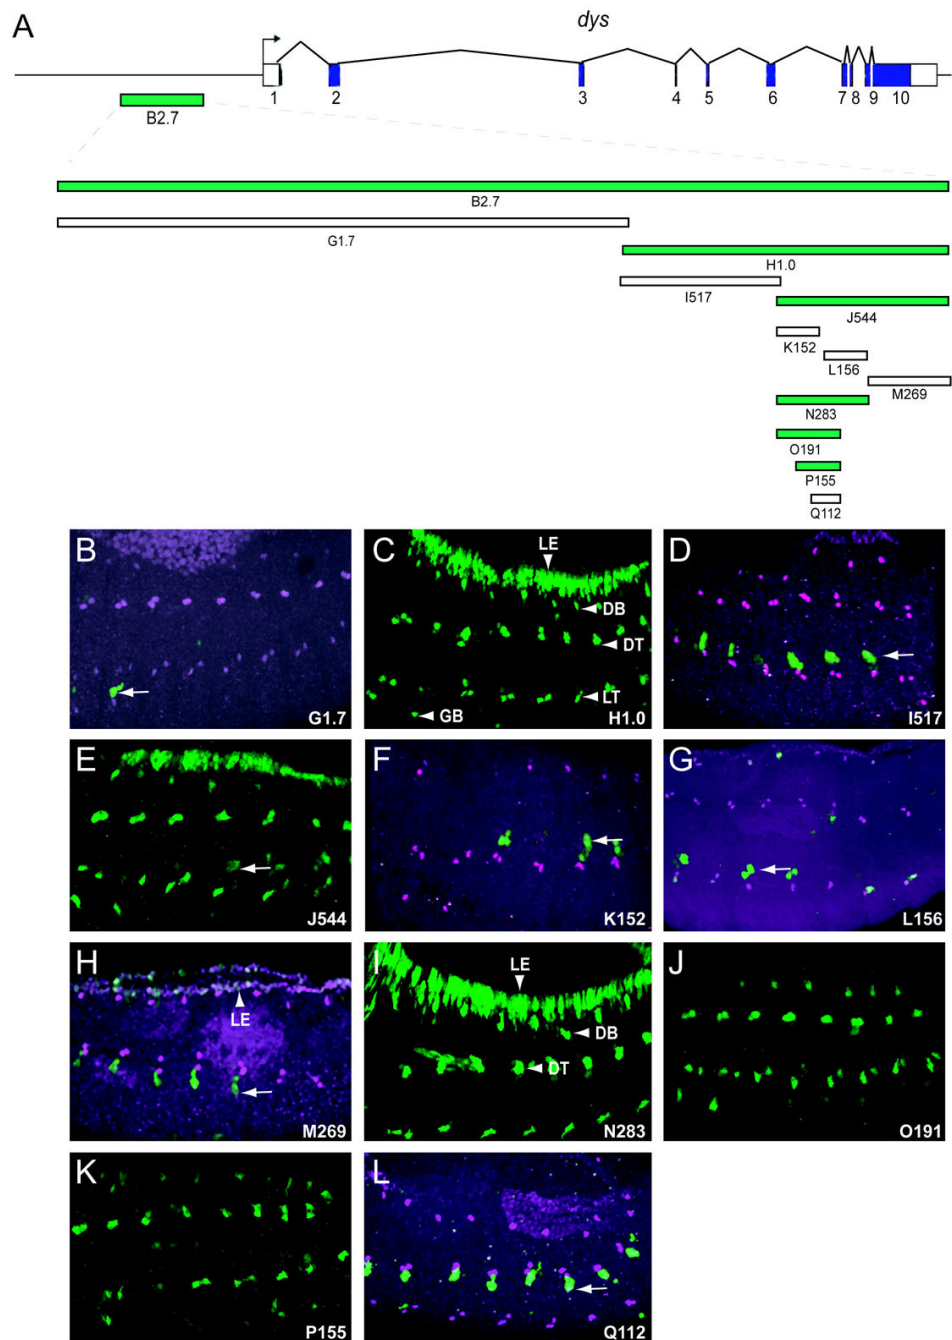 A
dys
1 2 3 4 5 6 7 8 9 10
B2.7
B2.7
G1.7
H1.0
I517
J544
K152
L156
M269
N283
O191
P155
Q112
B
G1.7
C
LE
DB
DT
LT
GB
H1.0
D
I517
E
J544
F
K152
G
L156
H
LE
M269
I
LE
DB
DT
N283
J
O191
K
P155
L
Q112